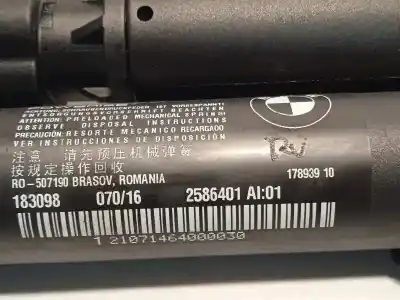 ENTSORGUNGSVORSCHRIFT BEACHTEN
ATTENTION: PRELOADED MECHANICAL SPRING!
OBSERVE DISPOSAL INSTRUCTIONS
PRECAUCIÓN: RESORTE MECANICO RECARGADO
VER INSTRUCCIONES DE DISPOSICIÓN
注意 请先预压机械弹簧
按规定操作回收
RO-507190 BRASOV, ROMANIA
178939 10
183098 070/16 2586401 AI:01
1 21071464000030